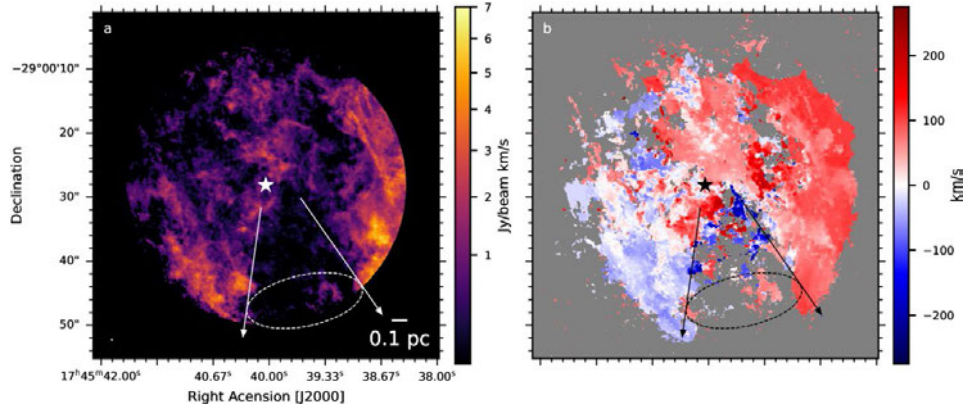 a
b
7
6
5
4
3
2
1
Jy/beam km/s
200
100
0
−100
−200
km/s
−29°00'10"
20"
30"
40"
50"
Declination
0.1 pc
17ʰ45ᵐ42.00ˢ
40.67ˢ
40.00ˢ
39.33ˢ
38.67ˢ
38.00ˢ
Right Acension [J2000]